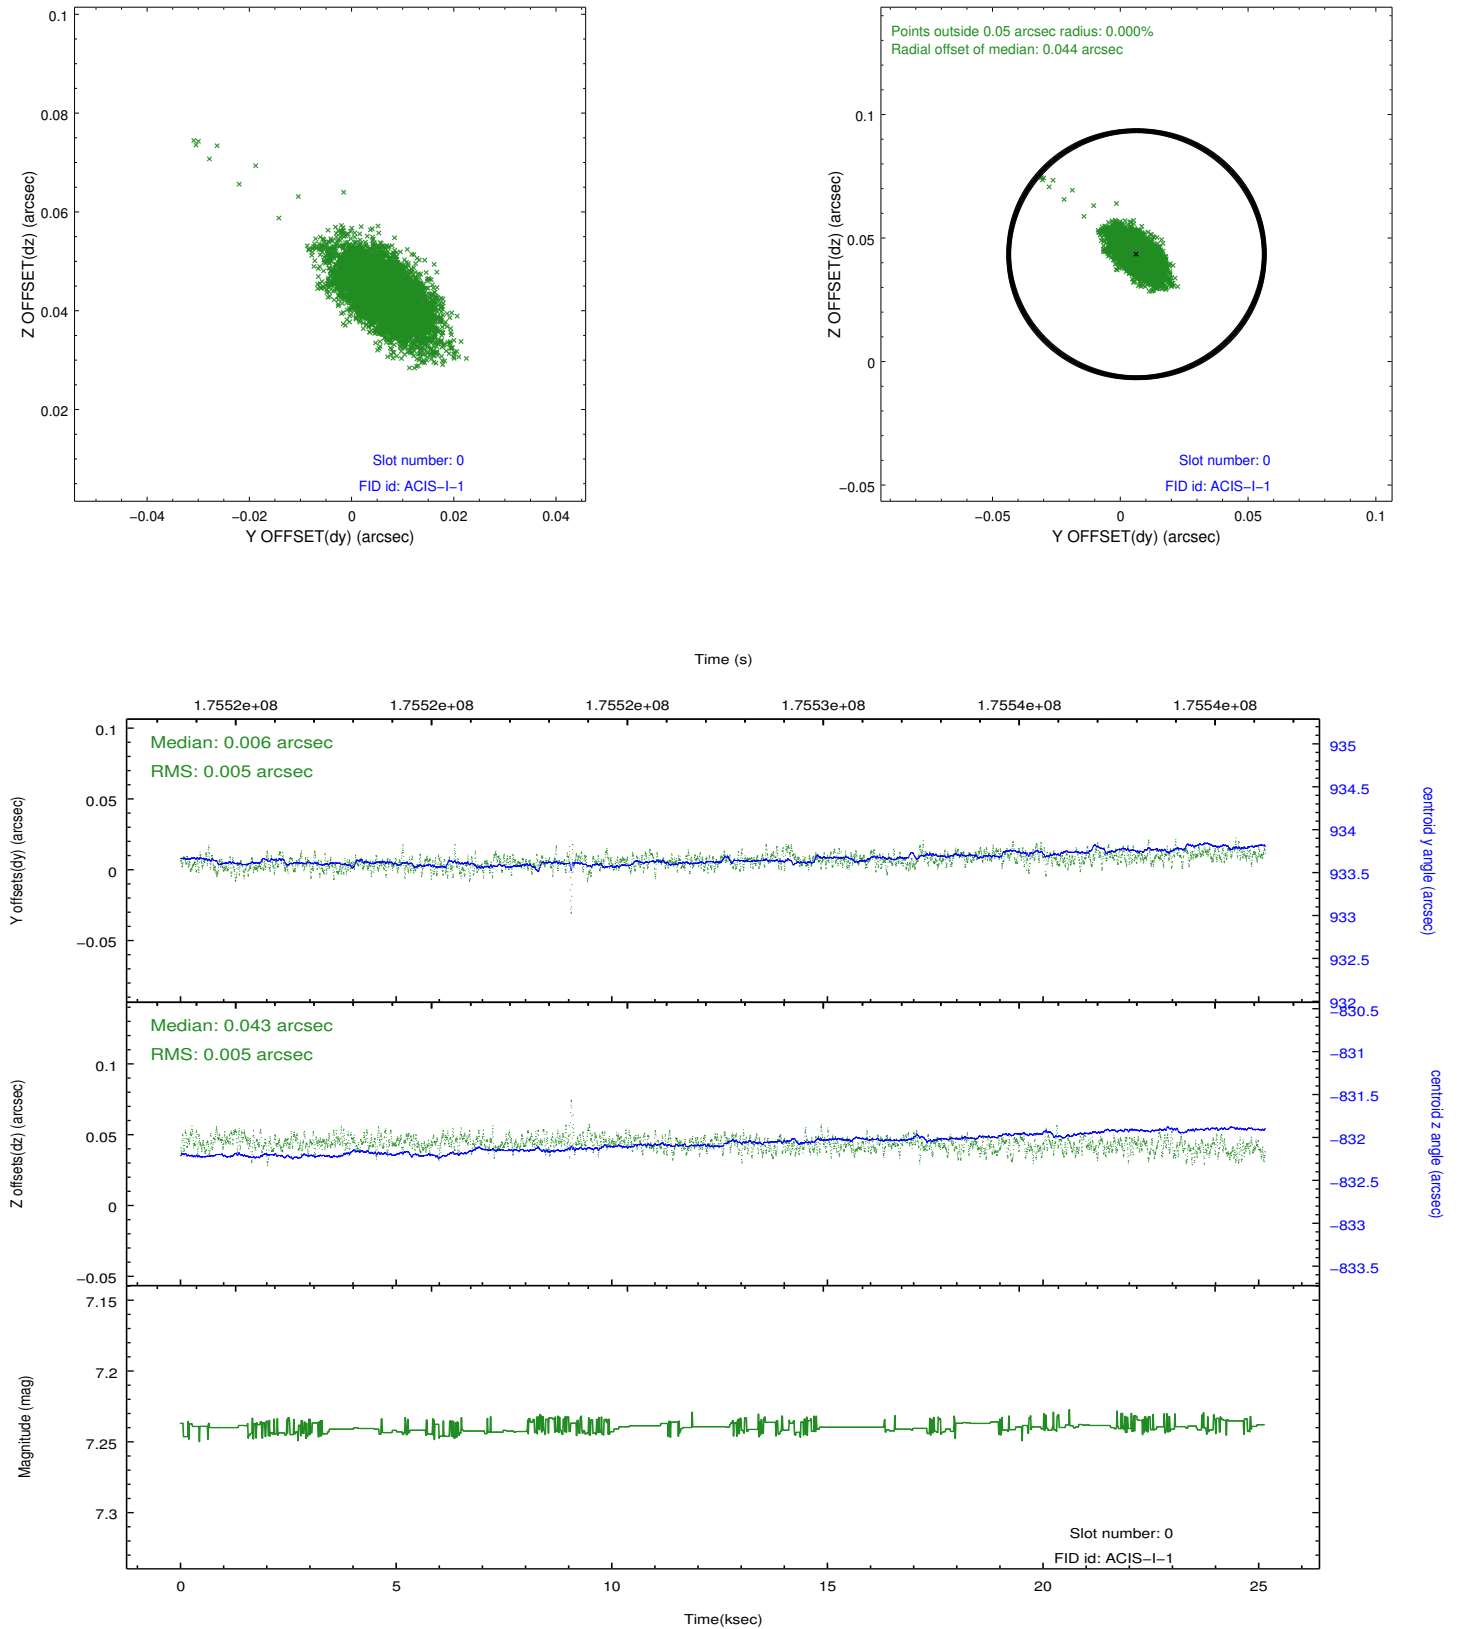 0.1
0.08
0.06
0.04
0.02
Z OFFSET(dz) (arcsec)
Slot number: 0
FID id: ACIS−I−1
−0.04 −0.02 0 0.02 0.04
Y OFFSET(dy) (arcsec)
Points outside 0.05 arcsec radius: 0.000%
Radial offset of median: 0.044 arcsec
0.1
0.05
0
−0.05
Z OFFSET(dz) (arcsec)
Slot number: 0
FID id: ACIS−I−1
−0.05 0 0.05 0.1
Y OFFSET(dy) (arcsec)
Time (s)
1.7552e+08 1.7552e+08 1.7552e+08 1.7553e+08 1.7554e+08 1.7554e+08
Median: 0.006 arcsec
RMS: 0.005 arcsec
0.1
0.05
0
−0.05
Y offsets(dy) (arcsec)
935
934.5
934
933.5
933
932.5
932
centroid y angle (arcsec)
Median: 0.043 arcsec
RMS: 0.005 arcsec
0.1
0.05
0
−0.05
Z offsets(dz) (arcsec)
−830.5
−831
−831.5
−832
−832.5
−833
−833.5
centroid z angle (arcsec)
7.15
7.2
7.25
7.3
Magnitude (mag)
Slot number: 0
FID id: ACIS−I−1
0 5 10 15 20 25
Time(ksec)